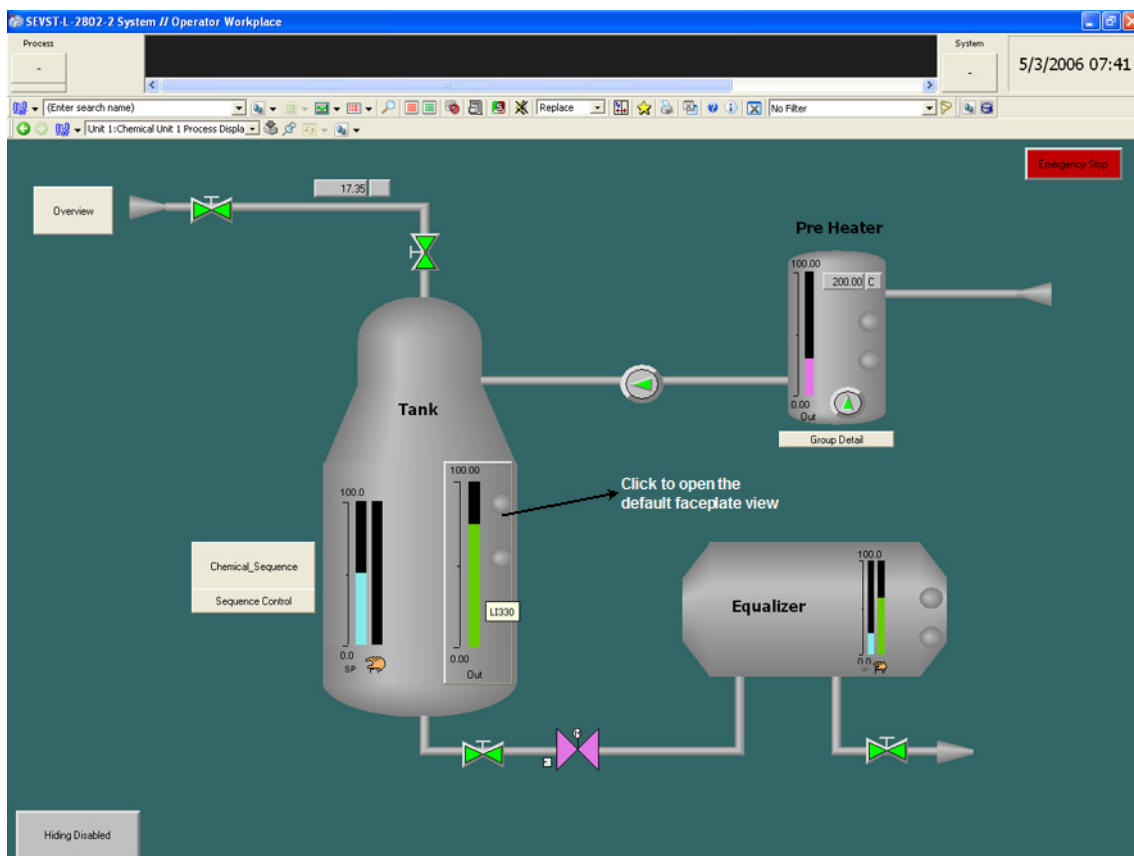 SEVST-L-2802-2 System // Operator Workplace
Process
-
System
-
5/3/2006 07:41
(Enter search name)
Replace
No Filter
Unit 1:Chemical Unit 1 Process Displa
Emergency Stop
Overview
17.35
Pre Heater
100.00
200.00 C
0.00
Out
Group Detail
Tank
100.00
Click to open the
default faceplate view
100.0
Chemical_Sequence
Sequence Control
LI330
0.0
SP
0.00
Out
100.0
Equalizer
0.0
SP
Hiding Disabled